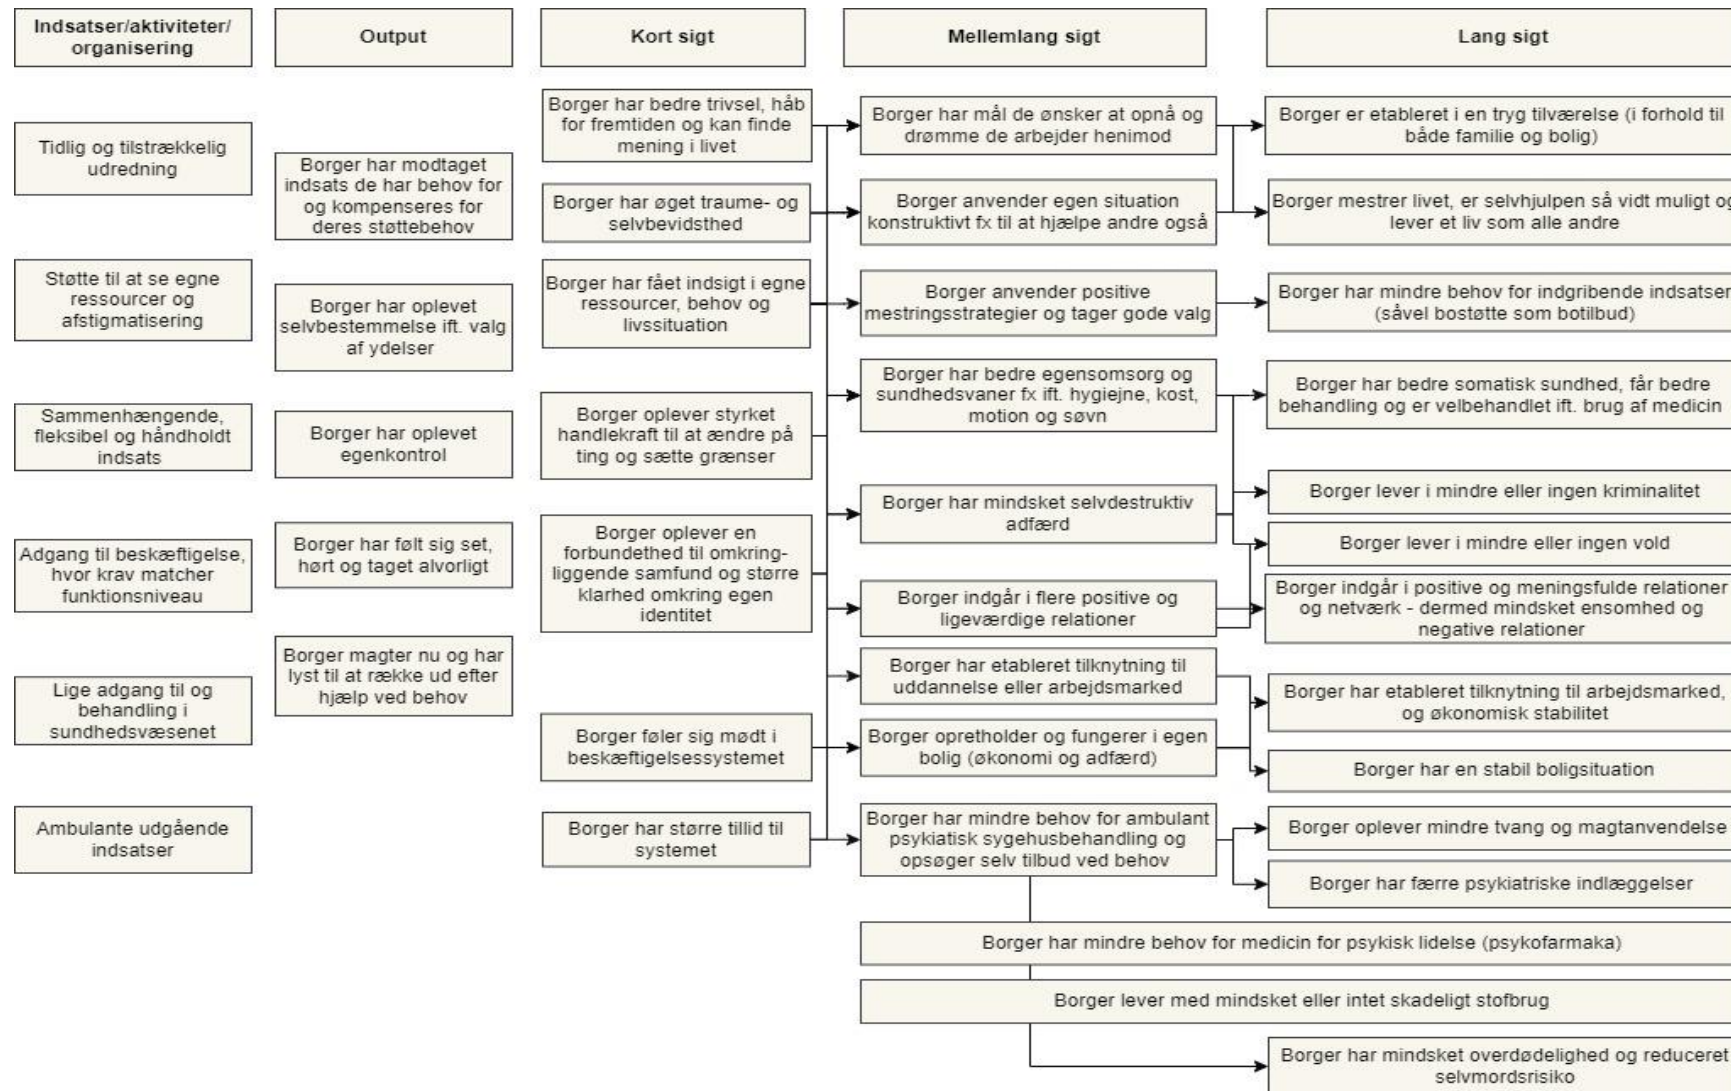 Indsatser/aktiviteter/
organisering
Tidlig og tilstrækkelig
udredning
Støtte til at se egne
ressourcer og
afstigmatisering
Sammenhængende,
fleksibel og håndholdt
indsats
Adgang til beskæftigelse,
hvor krav matcher
funktionsniveau
Lige adgang til og
behandling i
sundhedsvæsenet
Ambulante udgående
indsatser
Output
Borger har modtaget
indsats de har behov for
og kompenseres for
deres støttebehov
Borger har oplevet
selvbestemmelse ift. valg
af ydelser
Borger har oplevet
egenkontrol
Borger har følt sig set,
hørt og taget alvorligt
Borger magter nu og har
lyst til at række ud efter
hjælp ved behov
Kort sigt
Borger har bedre trivsel, håb
for fremtiden og kan finde
mening i livet
Borger har øget traume- og
selvbevidsthed
Borger har fået indsigt i egne
ressourcer, behov og
livssituation
Borger oplever styrket
handlekraft til at ændre på
ting og sætte grænser
Borger oplever en
forbundethed til omkring-
liggende samfund og større
klarhed omkring egen
identitet
Borger føler sig mødt i
beskæftigelsessystemet
Borger har større tillid til
systemet
Mellemlang sigt
Borger har mål de ønsker at opnå og
drømme de arbejder henimod
Borger anvender egen situation
konstruktivt fx til at hjælpe andre også
Borger anvender positive
mestringsstrategier og tager gode valg
Borger har bedre egensomsorg og
sundhedsvaner fx ift. hygiejne, kost,
motion og søvn
Borger har mindsket selvdestruktiv
adfærd
Borger indgår i flere positive og
ligeværdige relationer
Borger har etableret tilknytning til
uddannelse eller arbejdsmarked
Borger opretholder og fungerer i egen
bolig (økonomi og adfærd)
Borger har mindre behov for ambulant
psykiatisk sygehusbehandling og
opsøger selv tilbud ved behov
Lang sigt
Borger er etableret i en tryg tilværelse (i forhold til
både familie og bolig)
Borger mestrer livet, er selvhjulpen så vidt muligt og
lever et liv som alle andre
Borger har mindre behov for indgribende indsatser
(såvel bostøtte som botilbud)
Borger har bedre somatisk sundhed, får bedre
behandling og er velbehandlet ift. brug af medicin
Borger lever i mindre eller ingen kriminalitet
Borger lever i mindre eller ingen vold
Borger indgår i positive og meningsfulde relationer
og netværk - dermed mindsket ensomhed og
negative relationer
Borger har etableret tilknytning til arbejdsmarked,
og økonomisk stabilitet
Borger har en stabil boligsituation
Borger oplever mindre tvang og magtanvendelse
Borger har færre psykiatriske indlæggelser
Borger har mindre behov for medicin for psykisk lidelse (psykofarmaka)
Borger lever med mindsket eller intet skadeligt stofbrug
Borger har mindsket overdødelighed og reduceret
selvmordsrisiko